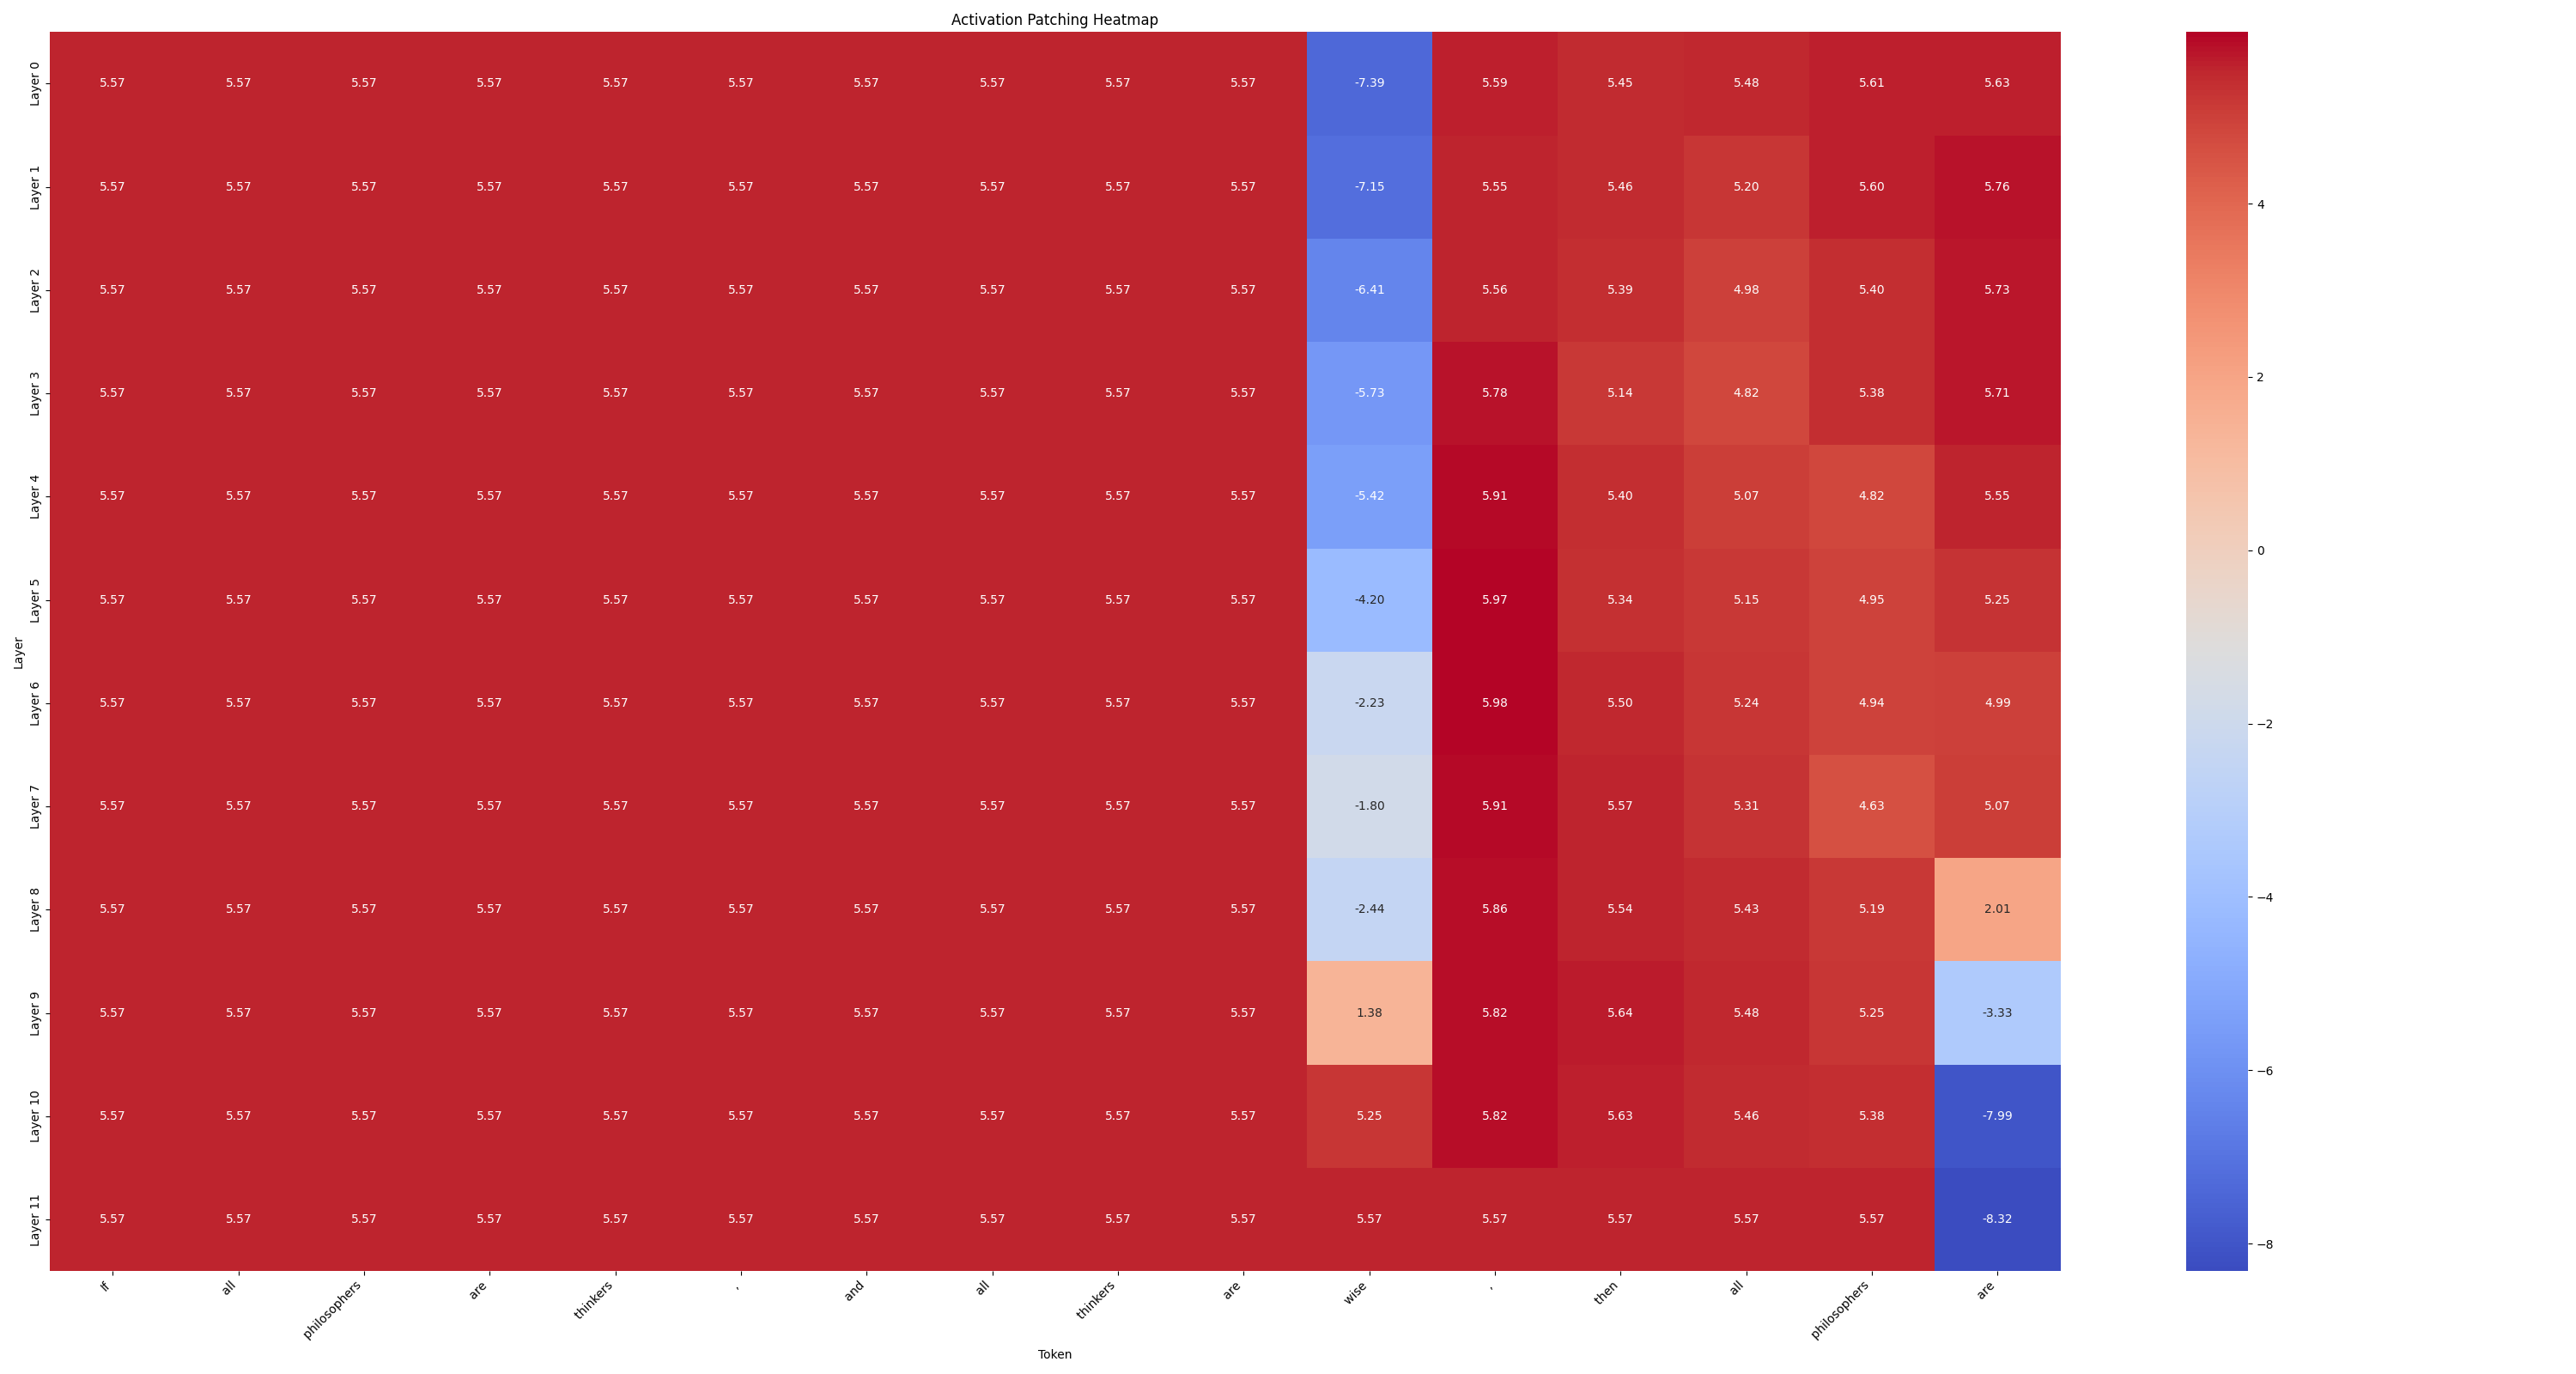 Activation Patching Heatmap
Layer 0 5.57 5.57 5.57 5.57 5.57 5.57 5.57 5.57 5.57 5.57 -7.39 5.59 5.45 5.48 5.61 5.63
Layer 1 5.57 5.57 5.57 5.57 5.57 5.57 5.57 5.57 5.57 5.57 -7.15 5.55 5.46 5.20 5.60 5.76
Layer 2 5.57 5.57 5.57 5.57 5.57 5.57 5.57 5.57 5.57 5.57 -6.41 5.56 5.39 4.98 5.40 5.73
Layer 3 5.57 5.57 5.57 5.57 5.57 5.57 5.57 5.57 5.57 5.57 -5.73 5.78 5.14 4.82 5.38 5.71
Layer 4 5.57 5.57 5.57 5.57 5.57 5.57 5.57 5.57 5.57 5.57 -5.42 5.91 5.40 5.07 4.82 5.55
Layer 5 5.57 5.57 5.57 5.57 5.57 5.57 5.57 5.57 5.57 5.57 -4.20 5.97 5.34 5.15 4.95 5.25
Layer 6 5.57 5.57 5.57 5.57 5.57 5.57 5.57 5.57 5.57 5.57 -2.23 5.98 5.50 5.24 4.94 4.99
Layer 7 5.57 5.57 5.57 5.57 5.57 5.57 5.57 5.57 5.57 5.57 -1.80 5.91 5.57 5.31 4.63 5.07
Layer 8 5.57 5.57 5.57 5.57 5.57 5.57 5.57 5.57 5.57 5.57 -2.44 5.86 5.54 5.43 5.19 2.01
Layer 9 5.57 5.57 5.57 5.57 5.57 5.57 5.57 5.57 5.57 5.57 1.38 5.82 5.64 5.48 5.25 -3.33
Layer 10 5.57 5.57 5.57 5.57 5.57 5.57 5.57 5.57 5.57 5.57 5.25 5.82 5.63 5.46 5.38 -7.99
Layer 11 5.57 5.57 5.57 5.57 5.57 5.57 5.57 5.57 5.57 5.57 5.57 5.57 5.57 5.57 5.57 -8.32
Layer
If all philosophers are thinkers , and all thinkers are wise , then all philosophers are
Token
4
2
0
−2
−4
−6
−8